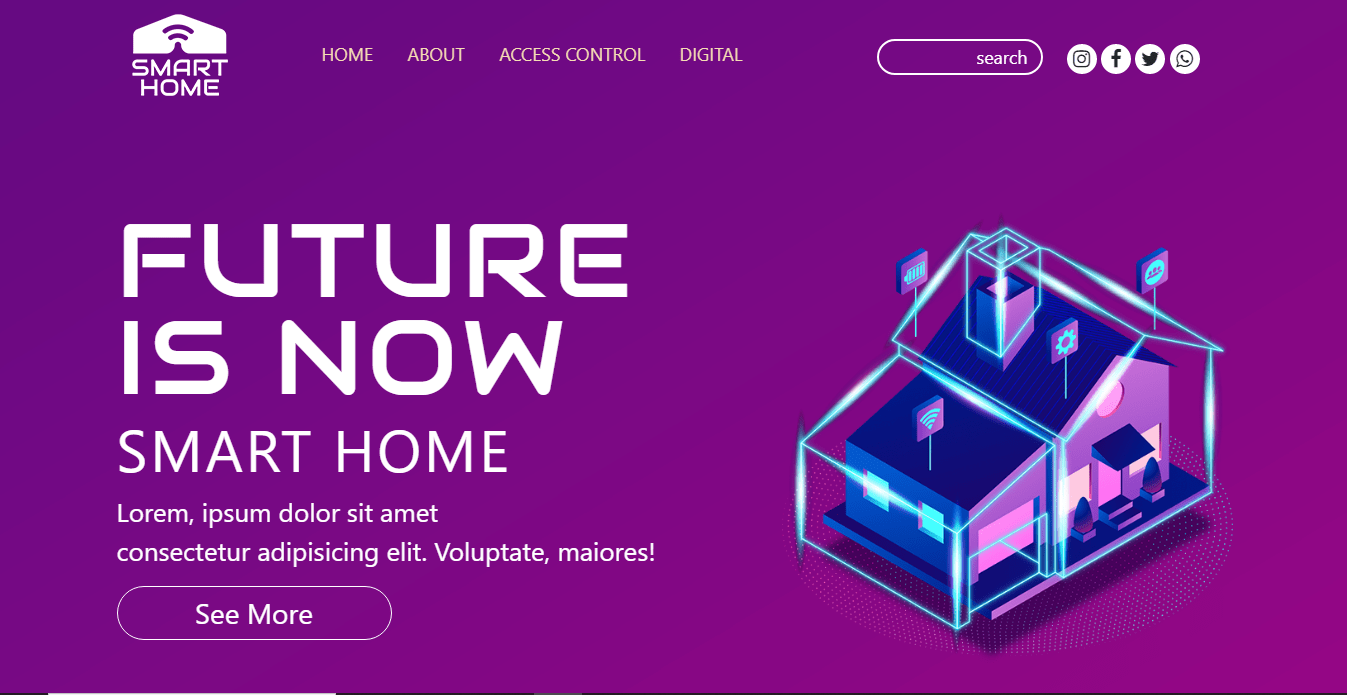 SMART
HOME
HOME ABOUT ACCESS CONTROL DIGITAL
search
FUTURE
IS NOW
SMART HOME
Lorem, ipsum dolor sit amet
consectetur adipisicing elit. Voluptate, maiores!
See More